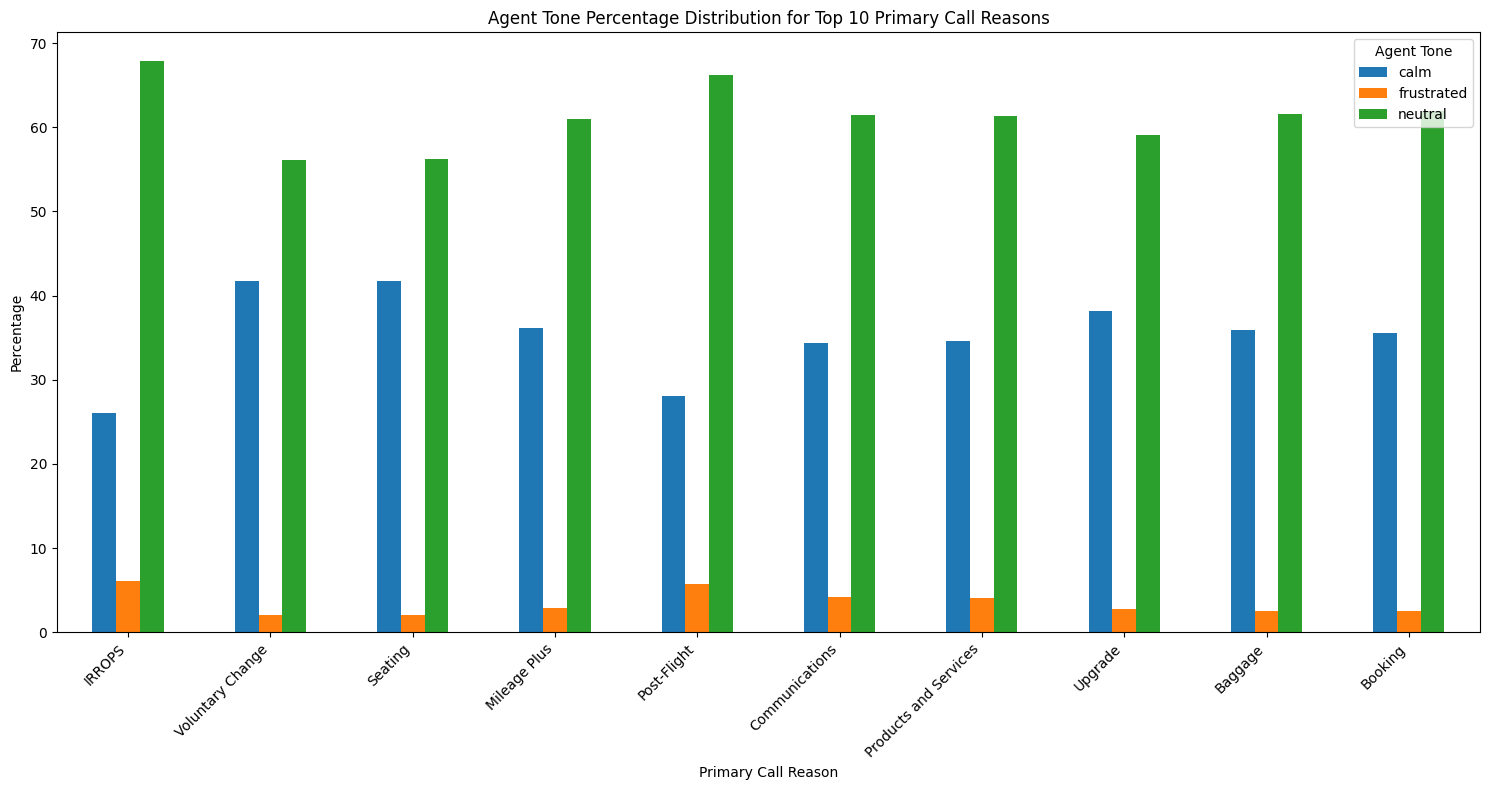 Agent Tone Percentage Distribution for Top 10 Primary Call Reasons
Agent Tone
calm
frustrated
neutral
Percentage
70
60
50
40
30
20
10
0
IRROPS
Voluntary Change
Seating
Mileage Plus
Post-Flight
Communications
Products and Services
Upgrade
Baggage
Booking
Primary Call Reason